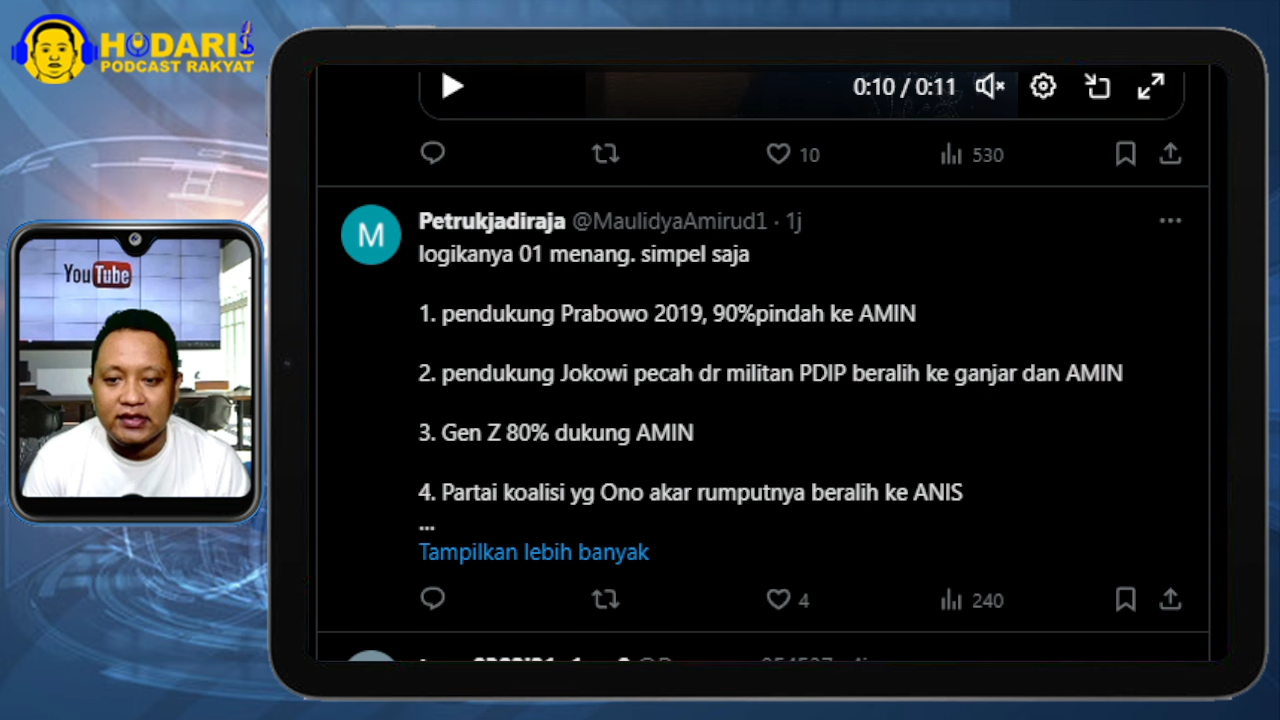 HODARI
PODCAST RAKYAT
YouTube
0:10 / 0:11
10
530
M
Petrukjadiraja @MaulidyaAmirud1 · 1j
logikanya 01 menang. simpel saja
1. pendukung Prabowo 2019, 90%pindah ke AMIN
2. pendukung Jokowi pecah dr militan PDIP beralih ke ganjar dan AMIN
3. Gen Z 80% dukung AMIN
4. Partai koalisi yg Ono akar rumputnya beralih ke ANIS
...
Tampilkan lebih banyak
4
240